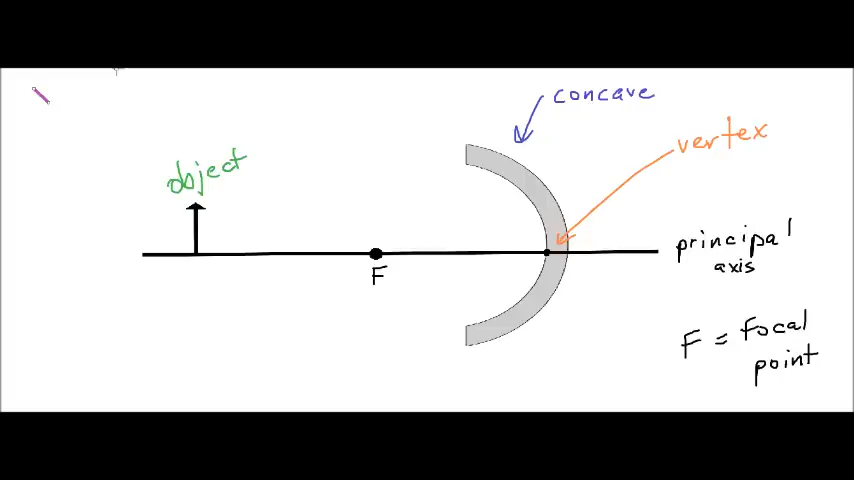 concave
vertex
object
principal
axis
F
F = focal
point